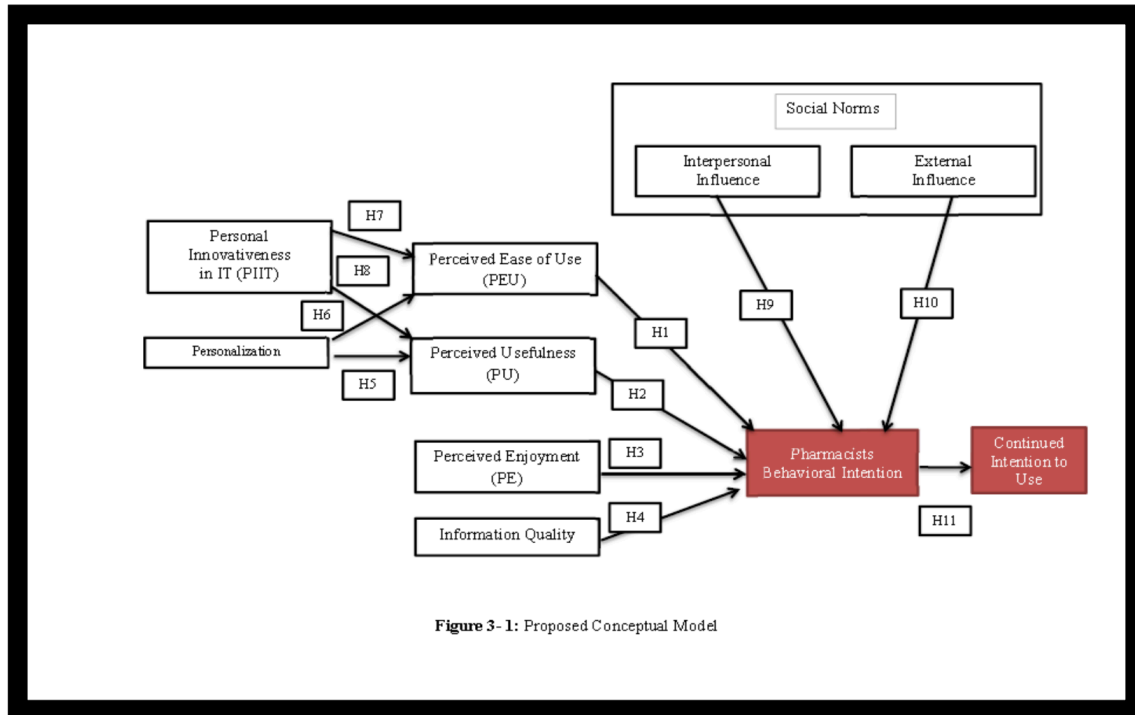 Social Norms
Interpersonal
Influence
External
Influence
H7
Personal
Innovativeness
in IT (PIIT)
H8
Perceived Ease of Use
(PEU)
H9
H10
H6
H1
Personalization
Perceived Usefulness
(PU)
H5
H2
Perceived Enjoyment
(PE)
H3
Pharmacists
Behavioral Intention
Continued
Intention to
Use
H4
H11
Information Quality
Figure 3- 1: Proposed Conceptual Model